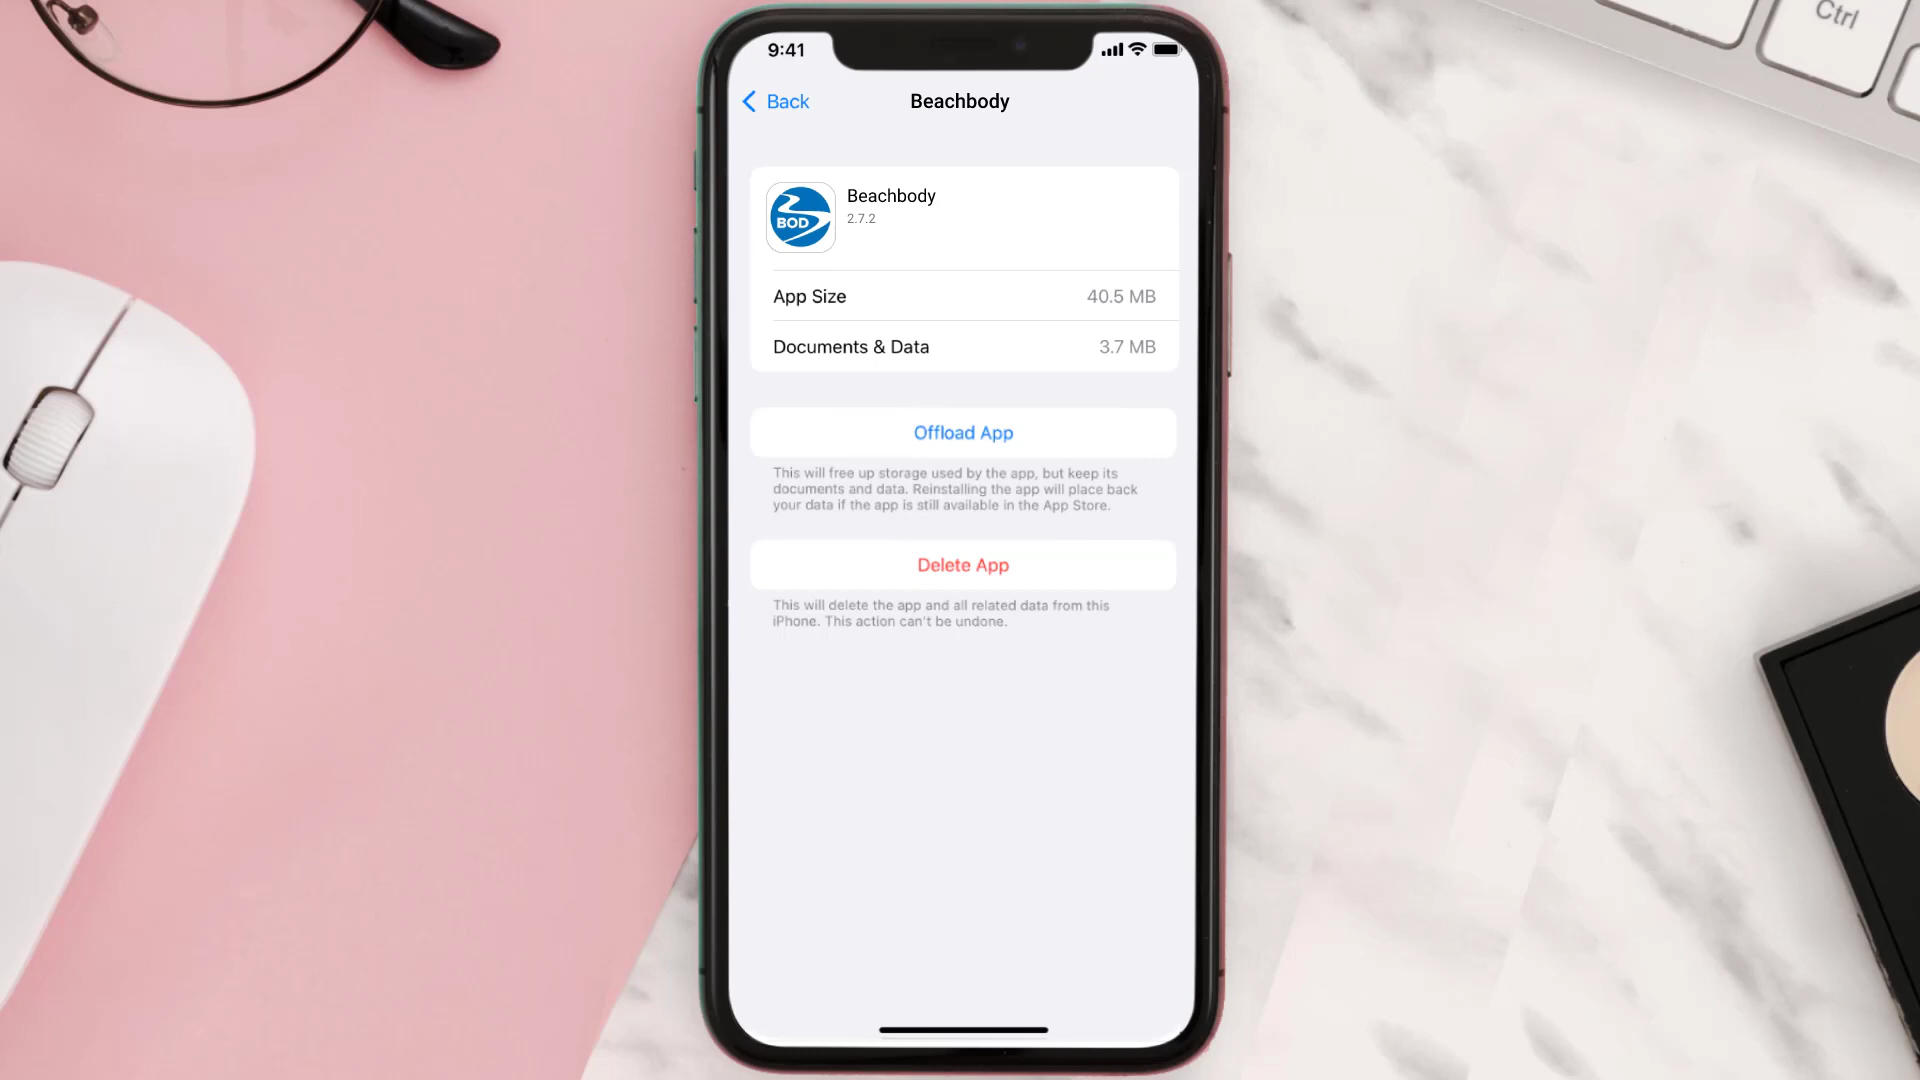 Ctrl
9:41
Back
Beachbody
BOD
Beachbody
2.7.2
App Size 40.5 MB
Documents & Data 3.7 MB
Offload App
This will free up storage used by the app, but keep its
documents and data. Reinstalling the app will place back
your data if the app is still available in the App Store.
Delete App
This will delete the app and all related data from this
iPhone. This action can't be undone.